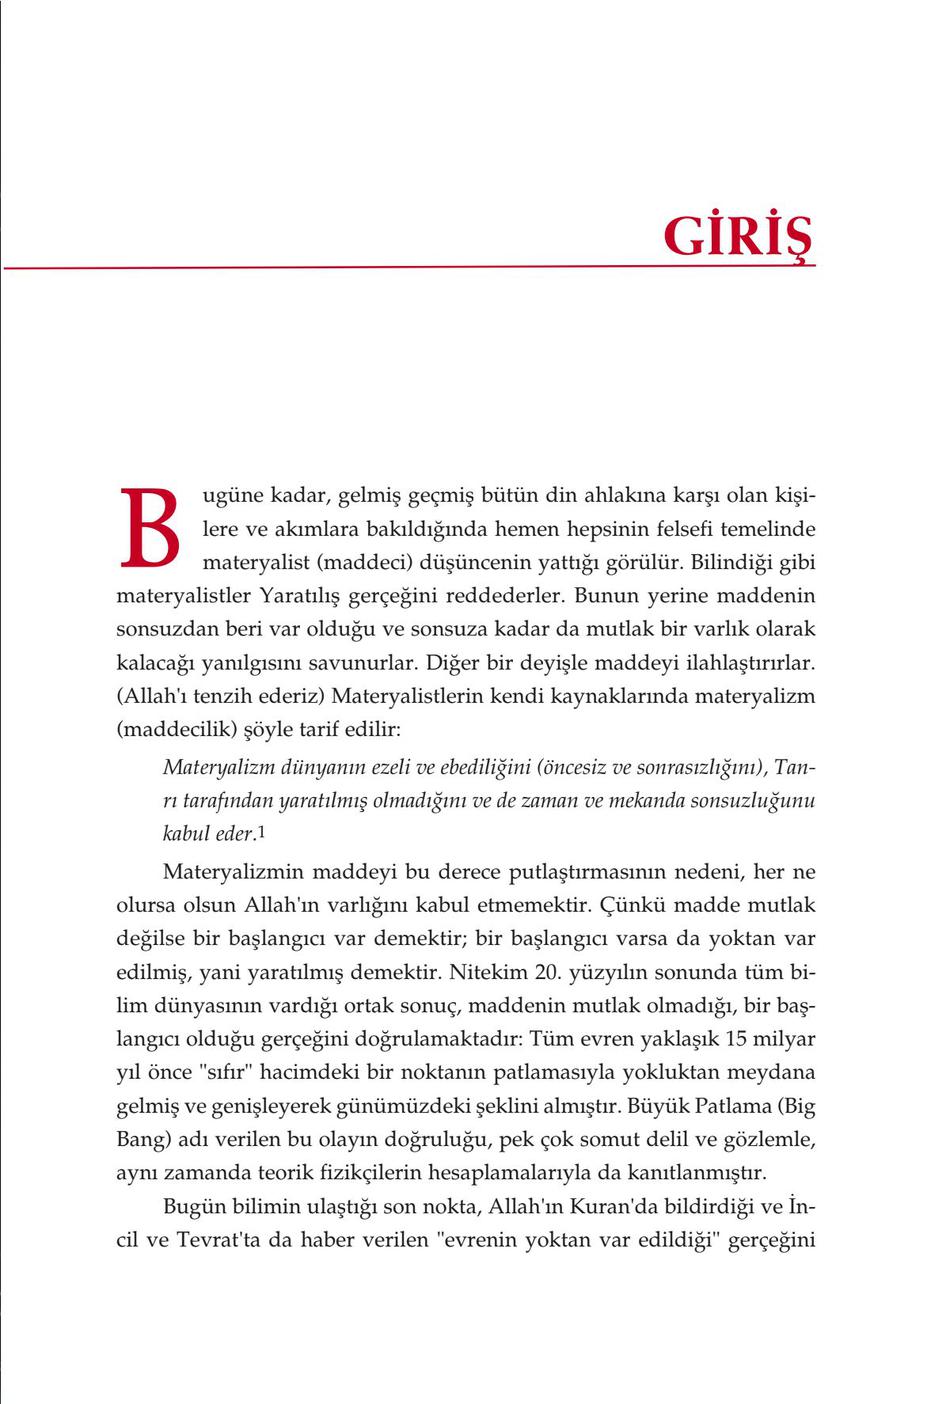 GİRİŞ
Bugüne kadar, gelmiş geçmiş bütün din ahlakına karşı olan kişi-
lere ve akımlara bakıldığında hemen hepsinin felsefi temelinde
materyalist (maddeci) düşüncenin yattığı görülür. Bilindiği gibi
materyalistler Yaratılış gerçeğini reddederler. Bunun yerine maddenin
sonsuzdan beri var olduğu ve sonsuza kadar da mutlak bir varlık olarak
kalacağı yanılgısını savunurlar. Diğer bir deyişle maddeyi ilahlaştırırlar.
(Allah'ı tenzih ederiz) Materyalistlerin kendi kaynaklarında materyalizm
(maddecilik) şöyle tarif edilir:
Materyalizm dünyanın ezeli ve ebediliğini (öncesiz ve sonrasızlığını), Tan-
rı tarafından yaratılmış olmadığını ve de zaman ve mekanda sonsuzluğunu
kabul eder.1
Materyalizmin maddeyi bu derece putlaştırmasının nedeni, her ne
olursa olsun Allah'ın varlığını kabul etmemektir. Çünkü madde mutlak
değilse bir başlangıcı var demektir; bir başlangıcı varsa da yoktan var
edilmiş, yani yaratılmış demektir. Nitekim 20. yüzyılın sonunda tüm bi-
lim dünyasının vardığı ortak sonuç, maddenin mutlak olmadığı, bir baş-
langıcı olduğu gerçeğini doğrulamaktadır: Tüm evren yaklaşık 15 milyar
yıl önce "sıfır" hacimdeki bir noktanın patlamasıyla yokluktan meydana
gelmiş ve genişleyerek günümüzdeki şeklini almıştır. Büyük Patlama (Big
Bang) adı verilen bu olayın doğruluğu, pek çok somut delil ve gözlemle,
aynı zamanda teorik fizikçilerin hesaplamalarıyla da kanıtlanmıştır.
Bugün bilimin ulaştığı son nokta, Allah'ın Kuran'da bildirdiği ve İn-
cil ve Tevrat'ta da haber verilen "evrenin yoktan var edildiği" gerçeğini